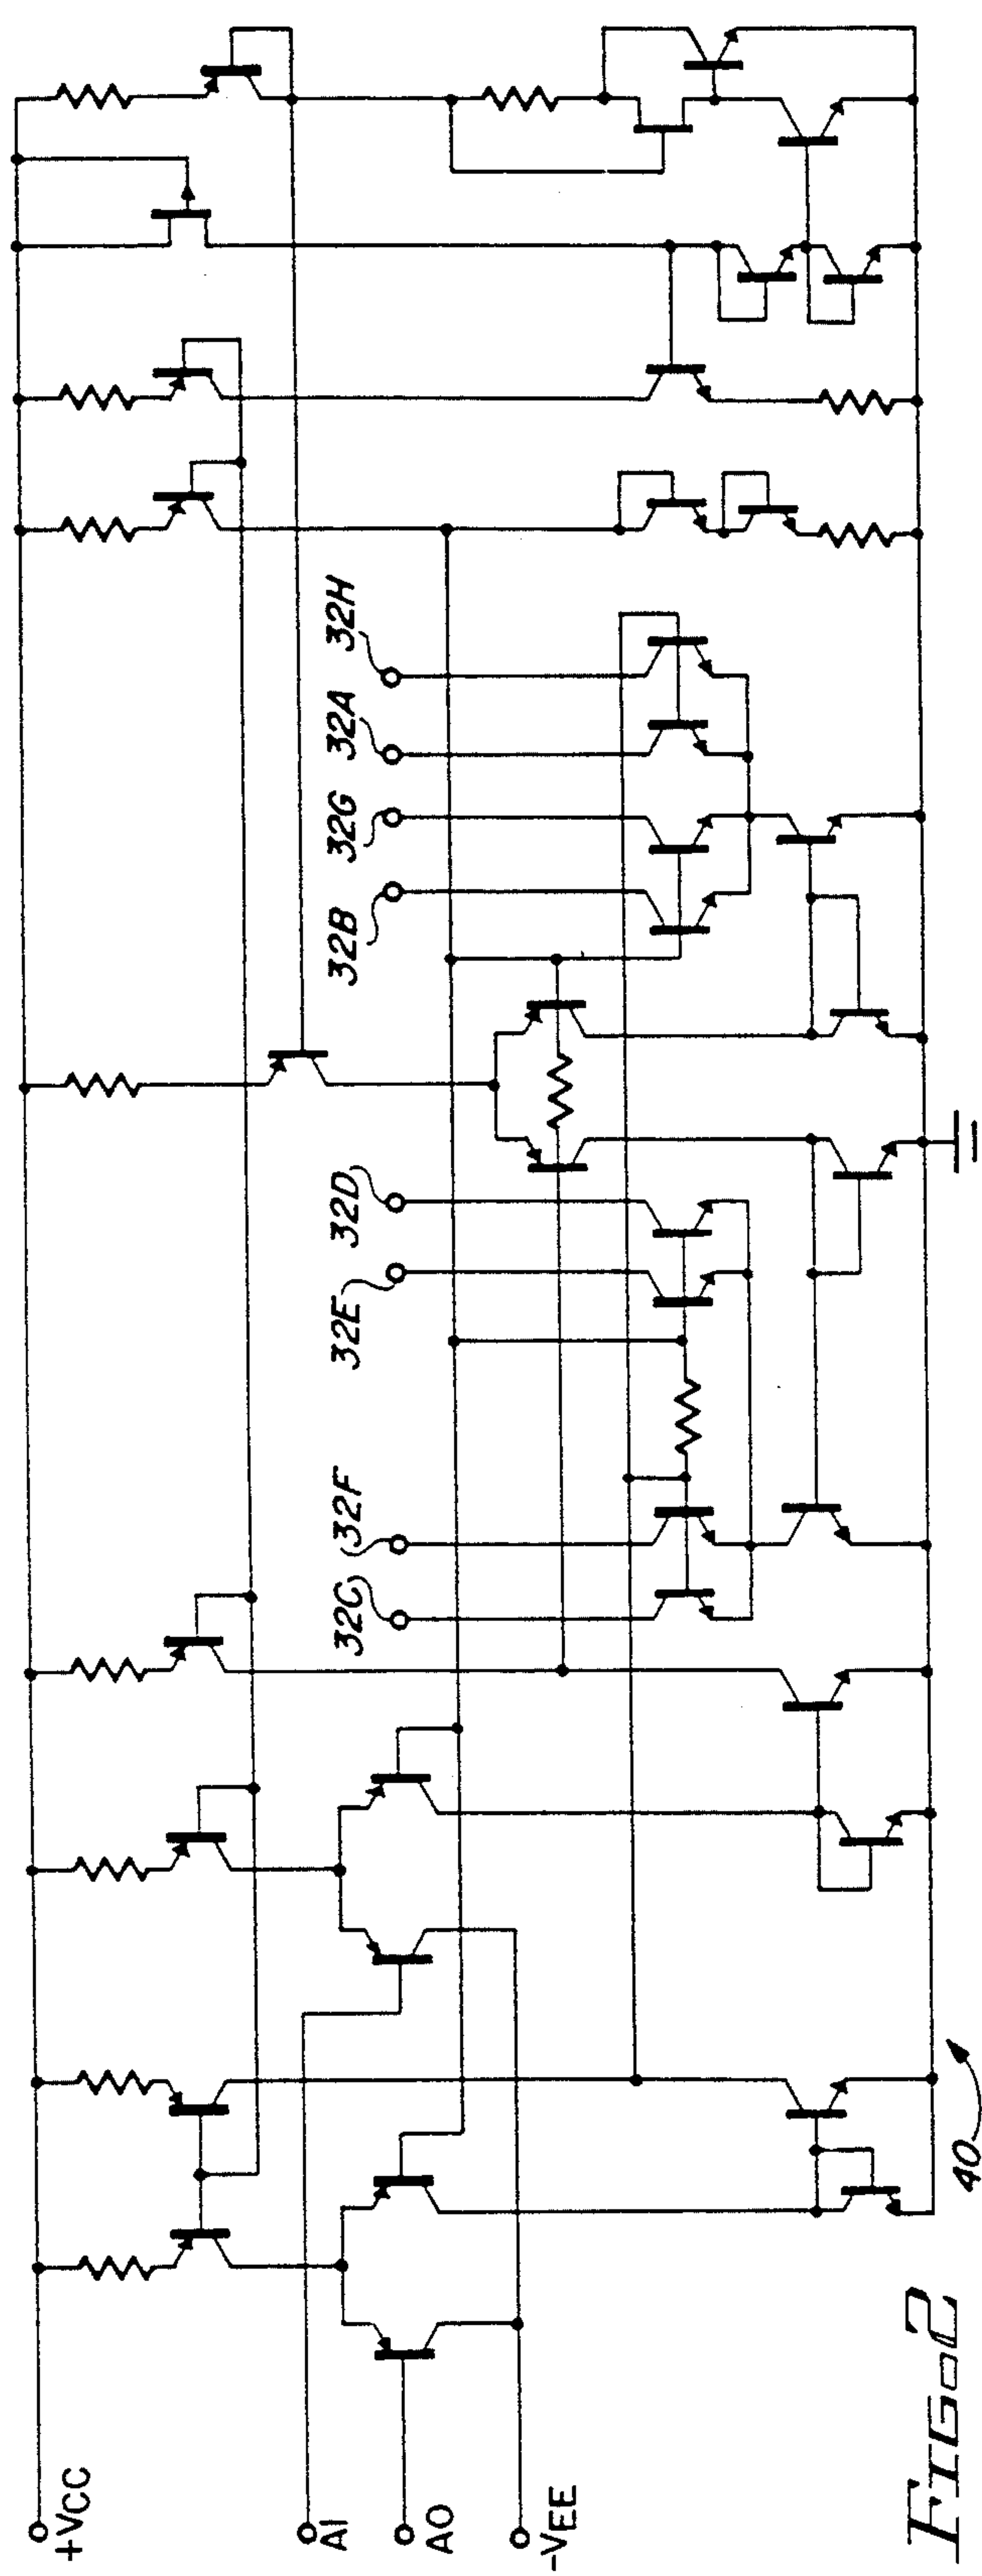 +VCC
A1
A0
-VEE
32C
32F
32E
32D
32B
32G
32A
32H
40
FIG-2